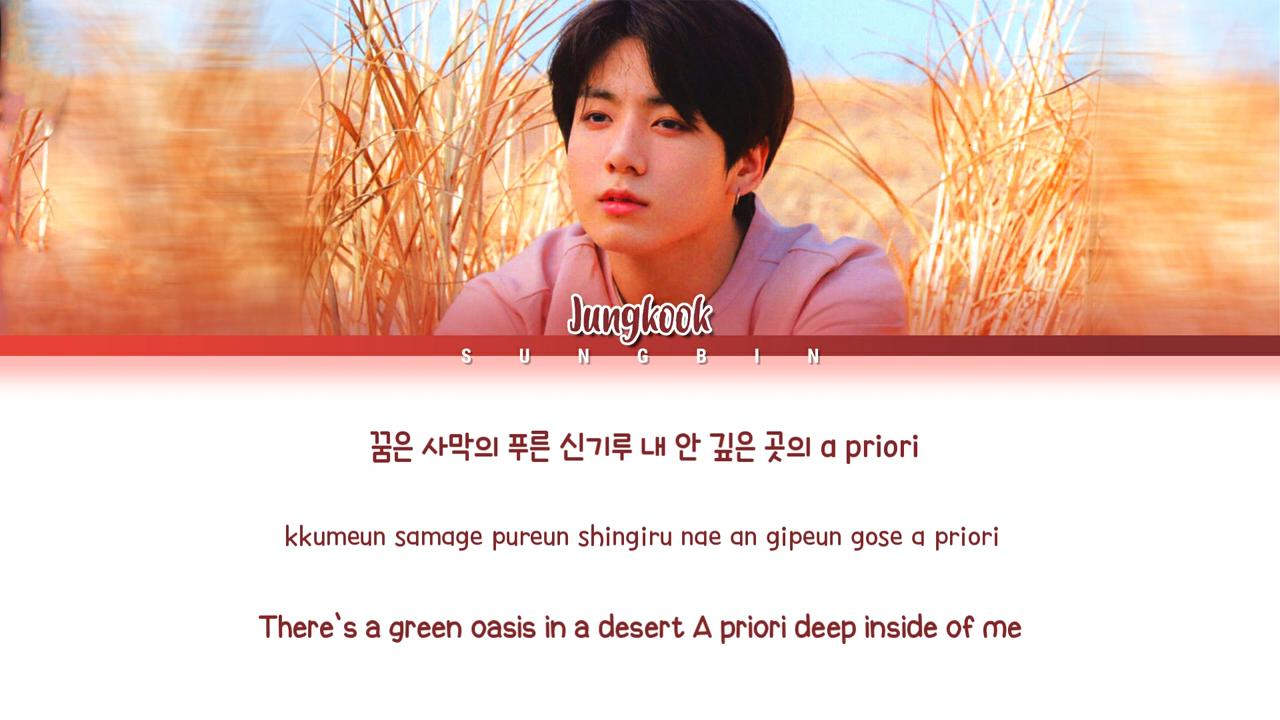 Jungkook
SUNGBIN
꿈은 사막의 푸른 신기루 내 안 깊은 곳의 a priori
kkumeun samage pureun shingiru nae an gipeun gose a priori
There`s a green oasis in a desert A priori deep inside of me